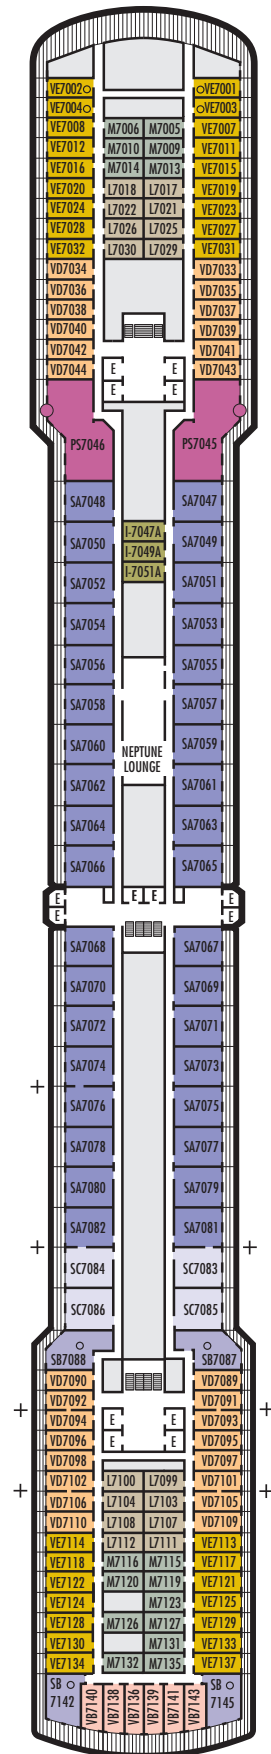 VE7002 VE7001
VE7004 VE7003
VE7008 M7006 M7005 VE7007
VE7012 M7010 M7009 VE7011
VE7016 M7014 M7013 VE7015
VE7020 L7018 L7017 VE7019
VE7024 L7022 L7021 VE7023
VE7028 L7026 L7025 VE7027
VE7032 L7030 L7029 VE7031
VD7034 VD7033
VD7036 VD7035
VD7038 VD7037
VD7040 VD7039
VD7042 VD7041
VD7044 E E VD7043
E E
PS7046 PS7045
SA7048 SA7047
I-7047A
SA7050 I-7049A SA7049
SA7052 I-7051A SA7051
SA7054 SA7053
SA7056 SA7055
SA7058 SA7057
SA7060 SA7059
NEPTUNE
LOUNGE
SA7062 SA7061
SA7064 SA7063
SA7066 SA7065
E E E E
E E
SA7068 SA7067
SA7070 SA7069
SA7072 SA7071
SA7074 SA7073
SA7076 SA7075
SA7078 SA7077
SA7080 SA7079
SA7082 SA7081
SC7084 SC7083
SC7086 SC7085
SB7088 SB7087
VD7090 VD7089
VD7092 VD7091
VD7094 E E VD7093
VD7096 E E VD7095
VD7098 VD7097
VD7102 L7100 L7099 VD7101
VD7106 L7104 L7103 VD7105
VD7110 L7108 L7107 VD7109
VE7114 L7112 L7111 VE7113
VE7118 M7116 M7115 VE7117
VE7122 M7120 M7119 VE7121
VE7124 M7123 VE7125
VE7128 M7126 M7127 VE7129
VE7130 M7131 VE7133
VE7134 M7132 M7135 VE7137
SB
7142 VB7140 VB7138 VB7136 VB7139 VB7141 VB7143 SB
7145